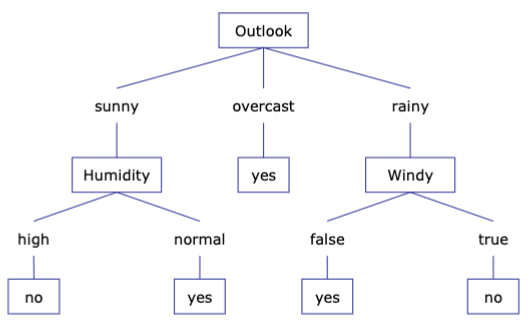 Outlook
sunny overcast rainy
Humidity yes Windy
high normal false true
no yes yes no